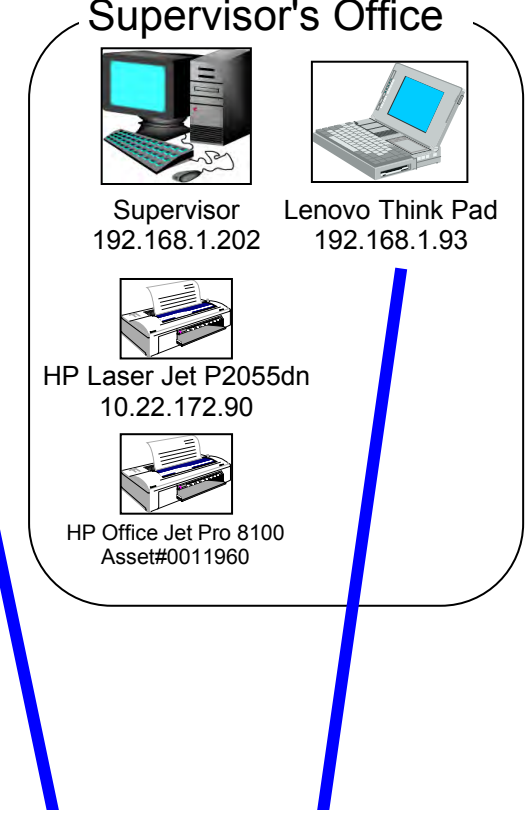 Supervisor's Office
Supervisor
192.168.1.202
Lenovo Think Pad
192.168.1.93
HP Laser Jet P2055dn
10.22.172.90
HP Office Jet Pro 8100
Asset#0011960